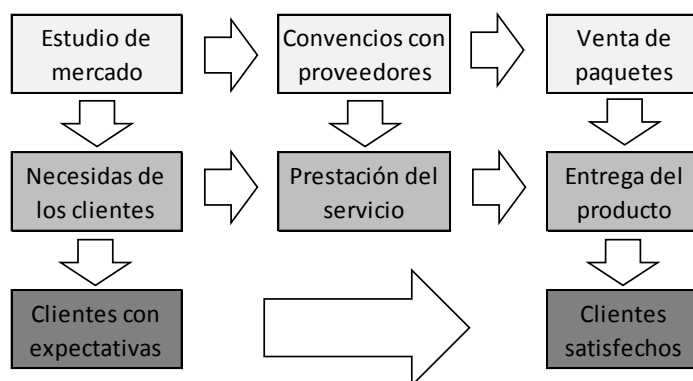 Estudio de
mercado
Convencios con
proveedores
Venta de
paquetes
Necesidas de
los clientes
Prestación del
servicio
Entrega del
producto
Clientes con
expectativas
Clientes
satisfechos